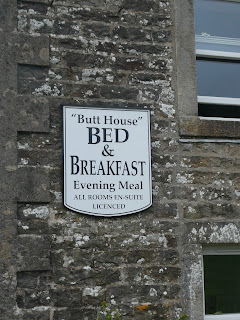 "Butt House"
BED
&
BREAKFAST
Evening Meal
ALL ROOMS EN-SUITE
LICENCED